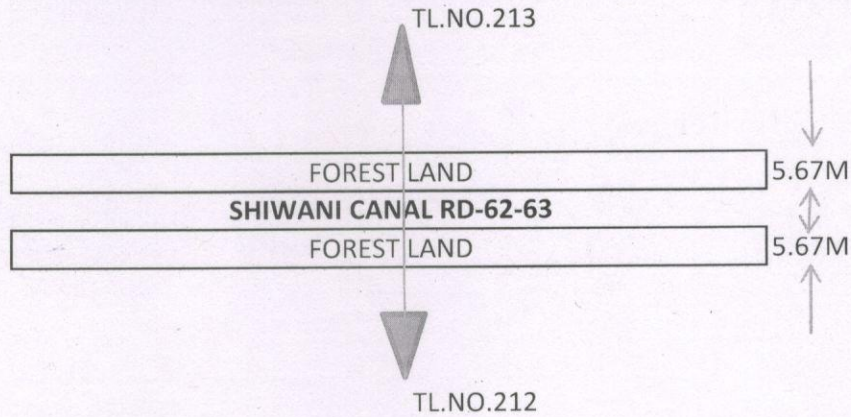 TL.NO.213
FOREST LAND
5.67M
SHIWANI CANAL RD-62-63
FOREST LAND
5.67M
TL.NO.212